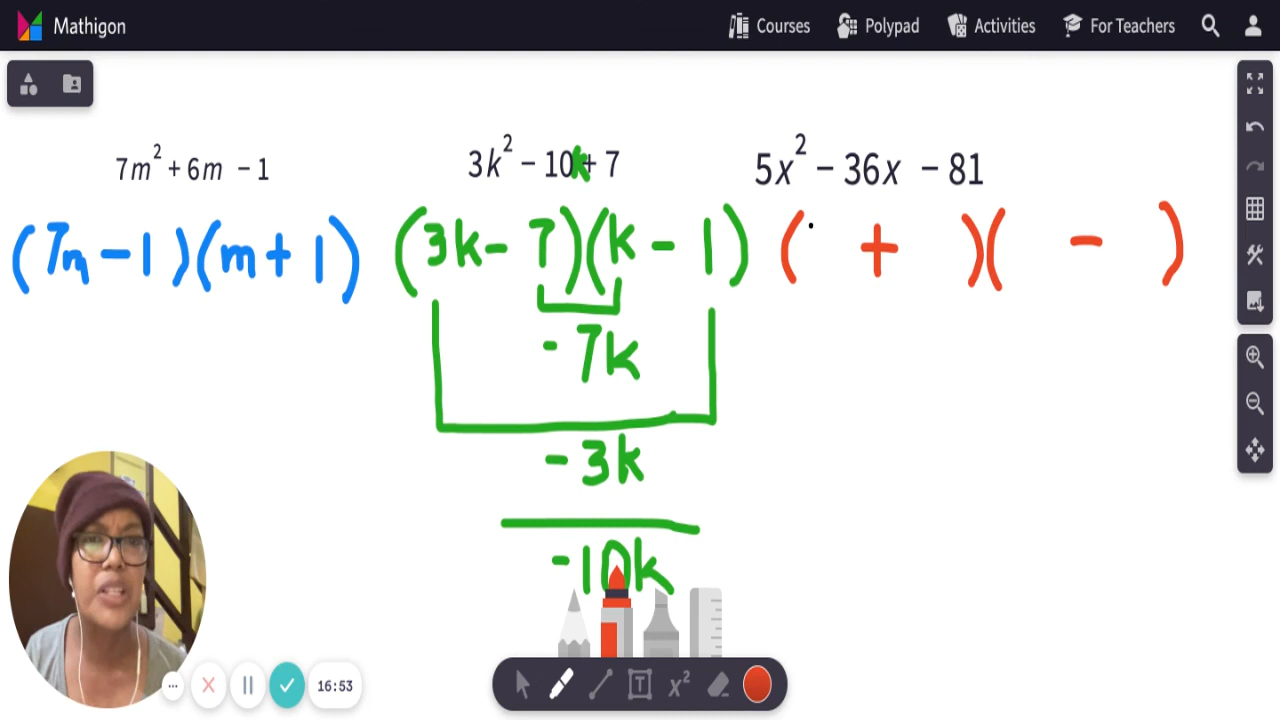 Mathigon Courses Polypad Activities For Teachers
7m² + 6m − 1 3k² − 10k + 7 5x² − 36x − 81
(7m − 1)(m + 1) (3k − 7)(k − 1) ( + )( − )
-7k
-3k
-10k
16:53 T x²